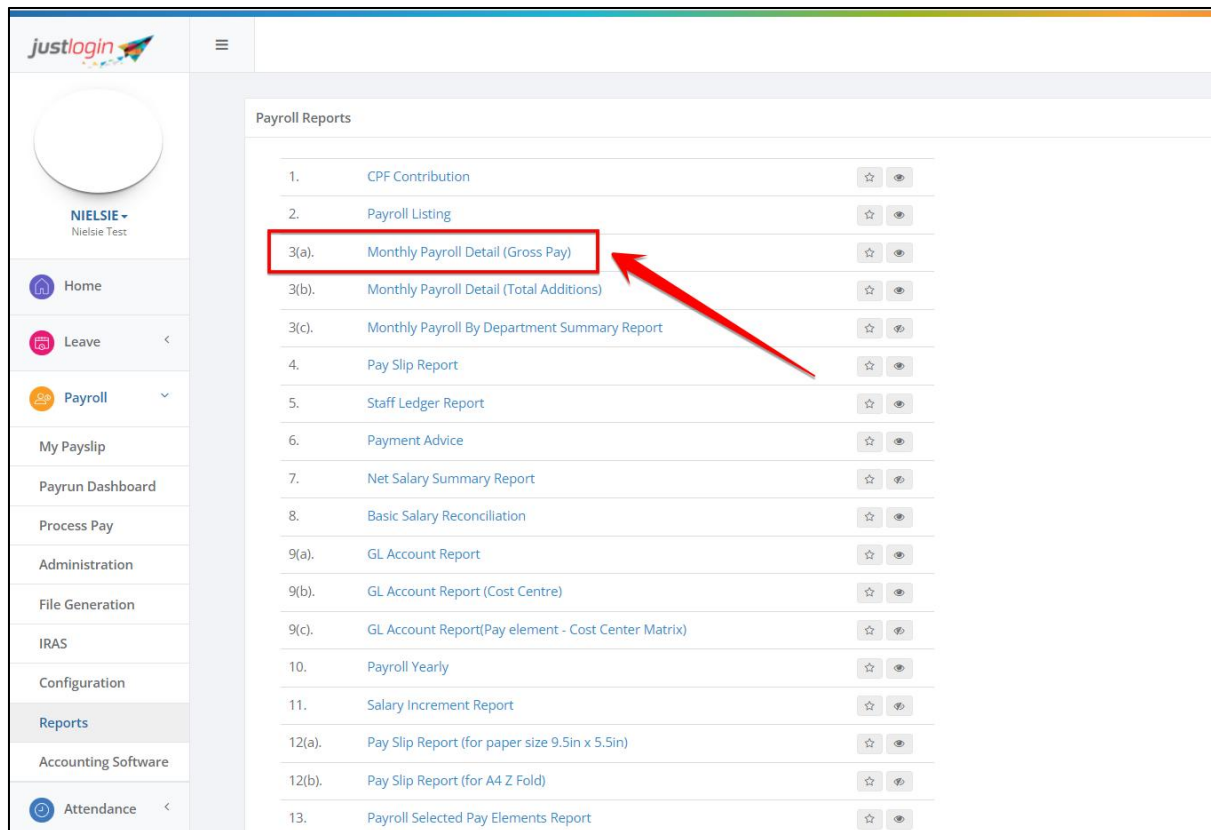 justlogin
NIELSIE
Nielsie Test
Home
Leave
Payroll
My Payslip
Payrun Dashboard
Process Pay
Administration
File Generation
IRAS
Configuration
Reports
Accounting Software
Attendance
Payroll Reports
1. CPF Contribution
2. Payroll Listing
3(a). Monthly Payroll Detail (Gross Pay)
3(b). Monthly Payroll Detail (Total Additions)
3(c). Monthly Payroll By Department Summary Report
4. Pay Slip Report
5. Staff Ledger Report
6. Payment Advice
7. Net Salary Summary Report
8. Basic Salary Reconciliation
9(a). GL Account Report
9(b). GL Account Report (Cost Centre)
9(c). GL Account Report(Pay element - Cost Center Matrix)
10. Payroll Yearly
11. Salary Increment Report
12(a). Pay Slip Report (for paper size 9.5in x 5.5in)
12(b). Pay Slip Report (for A4 Z Fold)
13. Payroll Selected Pay Elements Report